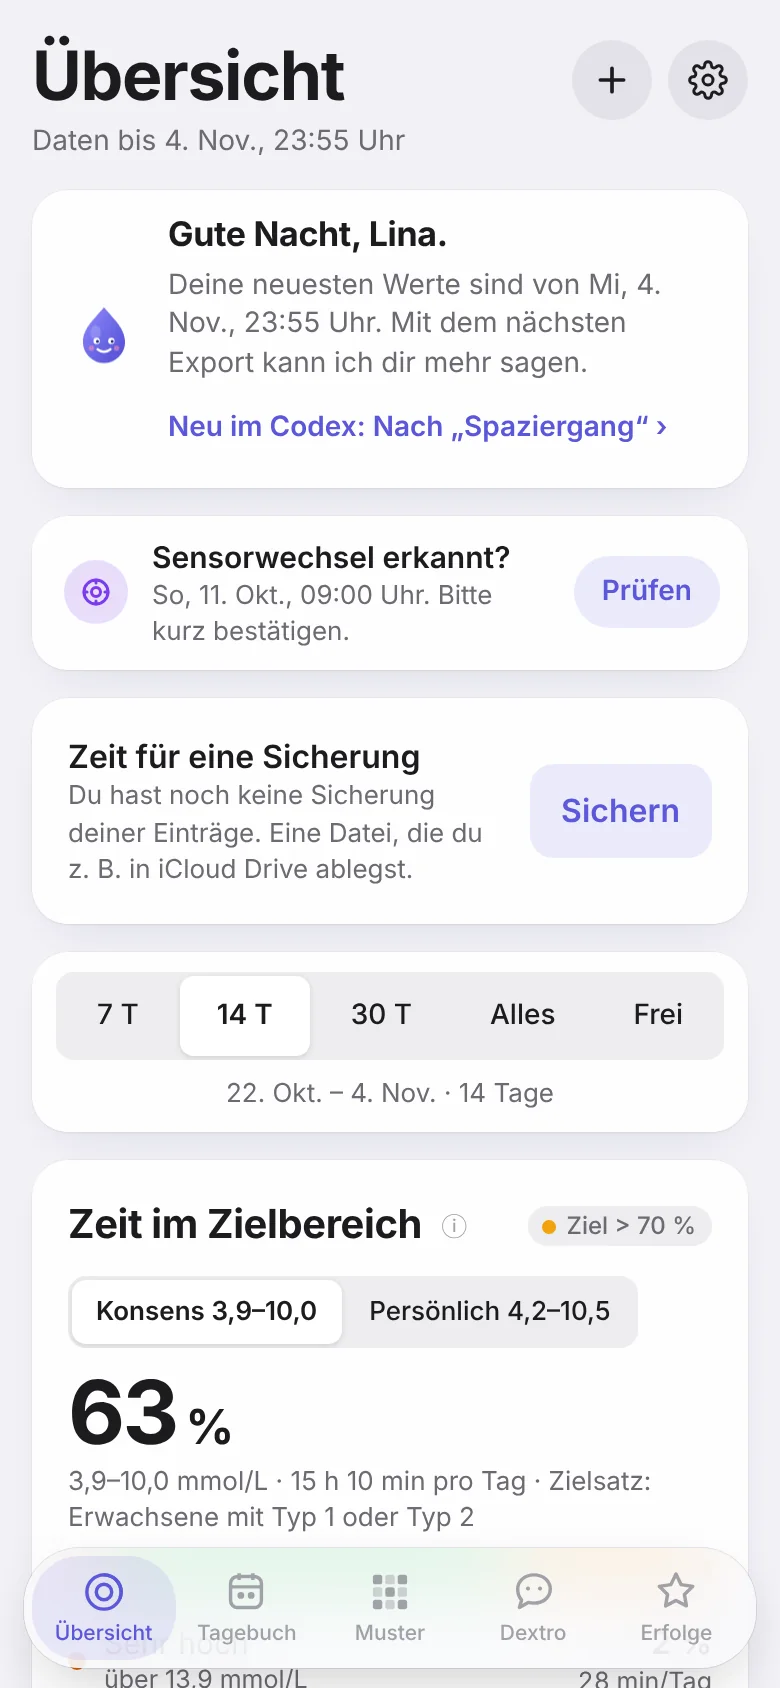 Übersicht
Daten bis 4. Nov., 23:55 Uhr
Gute Nacht, Lina.
Deine neuesten Werte sind von Mi, 4.
Nov., 23:55 Uhr. Mit dem nächsten
Export kann ich dir mehr sagen.
Neu im Codex: Nach „Spaziergang“ ›
Sensorwechsel erkannt?
So, 11. Okt., 09:00 Uhr. Bitte
kurz bestätigen.
Prüfen
Zeit für eine Sicherung
Du hast noch keine Sicherung
deiner Einträge. Eine Datei, die du
z. B. in iCloud Drive ablegst.
Sichern
7 T 14 T 30 T Alles Frei
22. Okt. – 4. Nov. · 14 Tage
Zeit im Zielbereich
Ziel > 70 %
Konsens 3,9–10,0 Persönlich 4,2–10,5
63 %
3,9–10,0 mmol/L · 15 h 10 min pro Tag · Zielsatz:
Erwachsene mit Typ 1 oder Typ 2
Übersicht Tagebuch Muster Dextro Erfolge
Sehr hoch 2 %
über 13,9 mmol/L 28 min/Tag